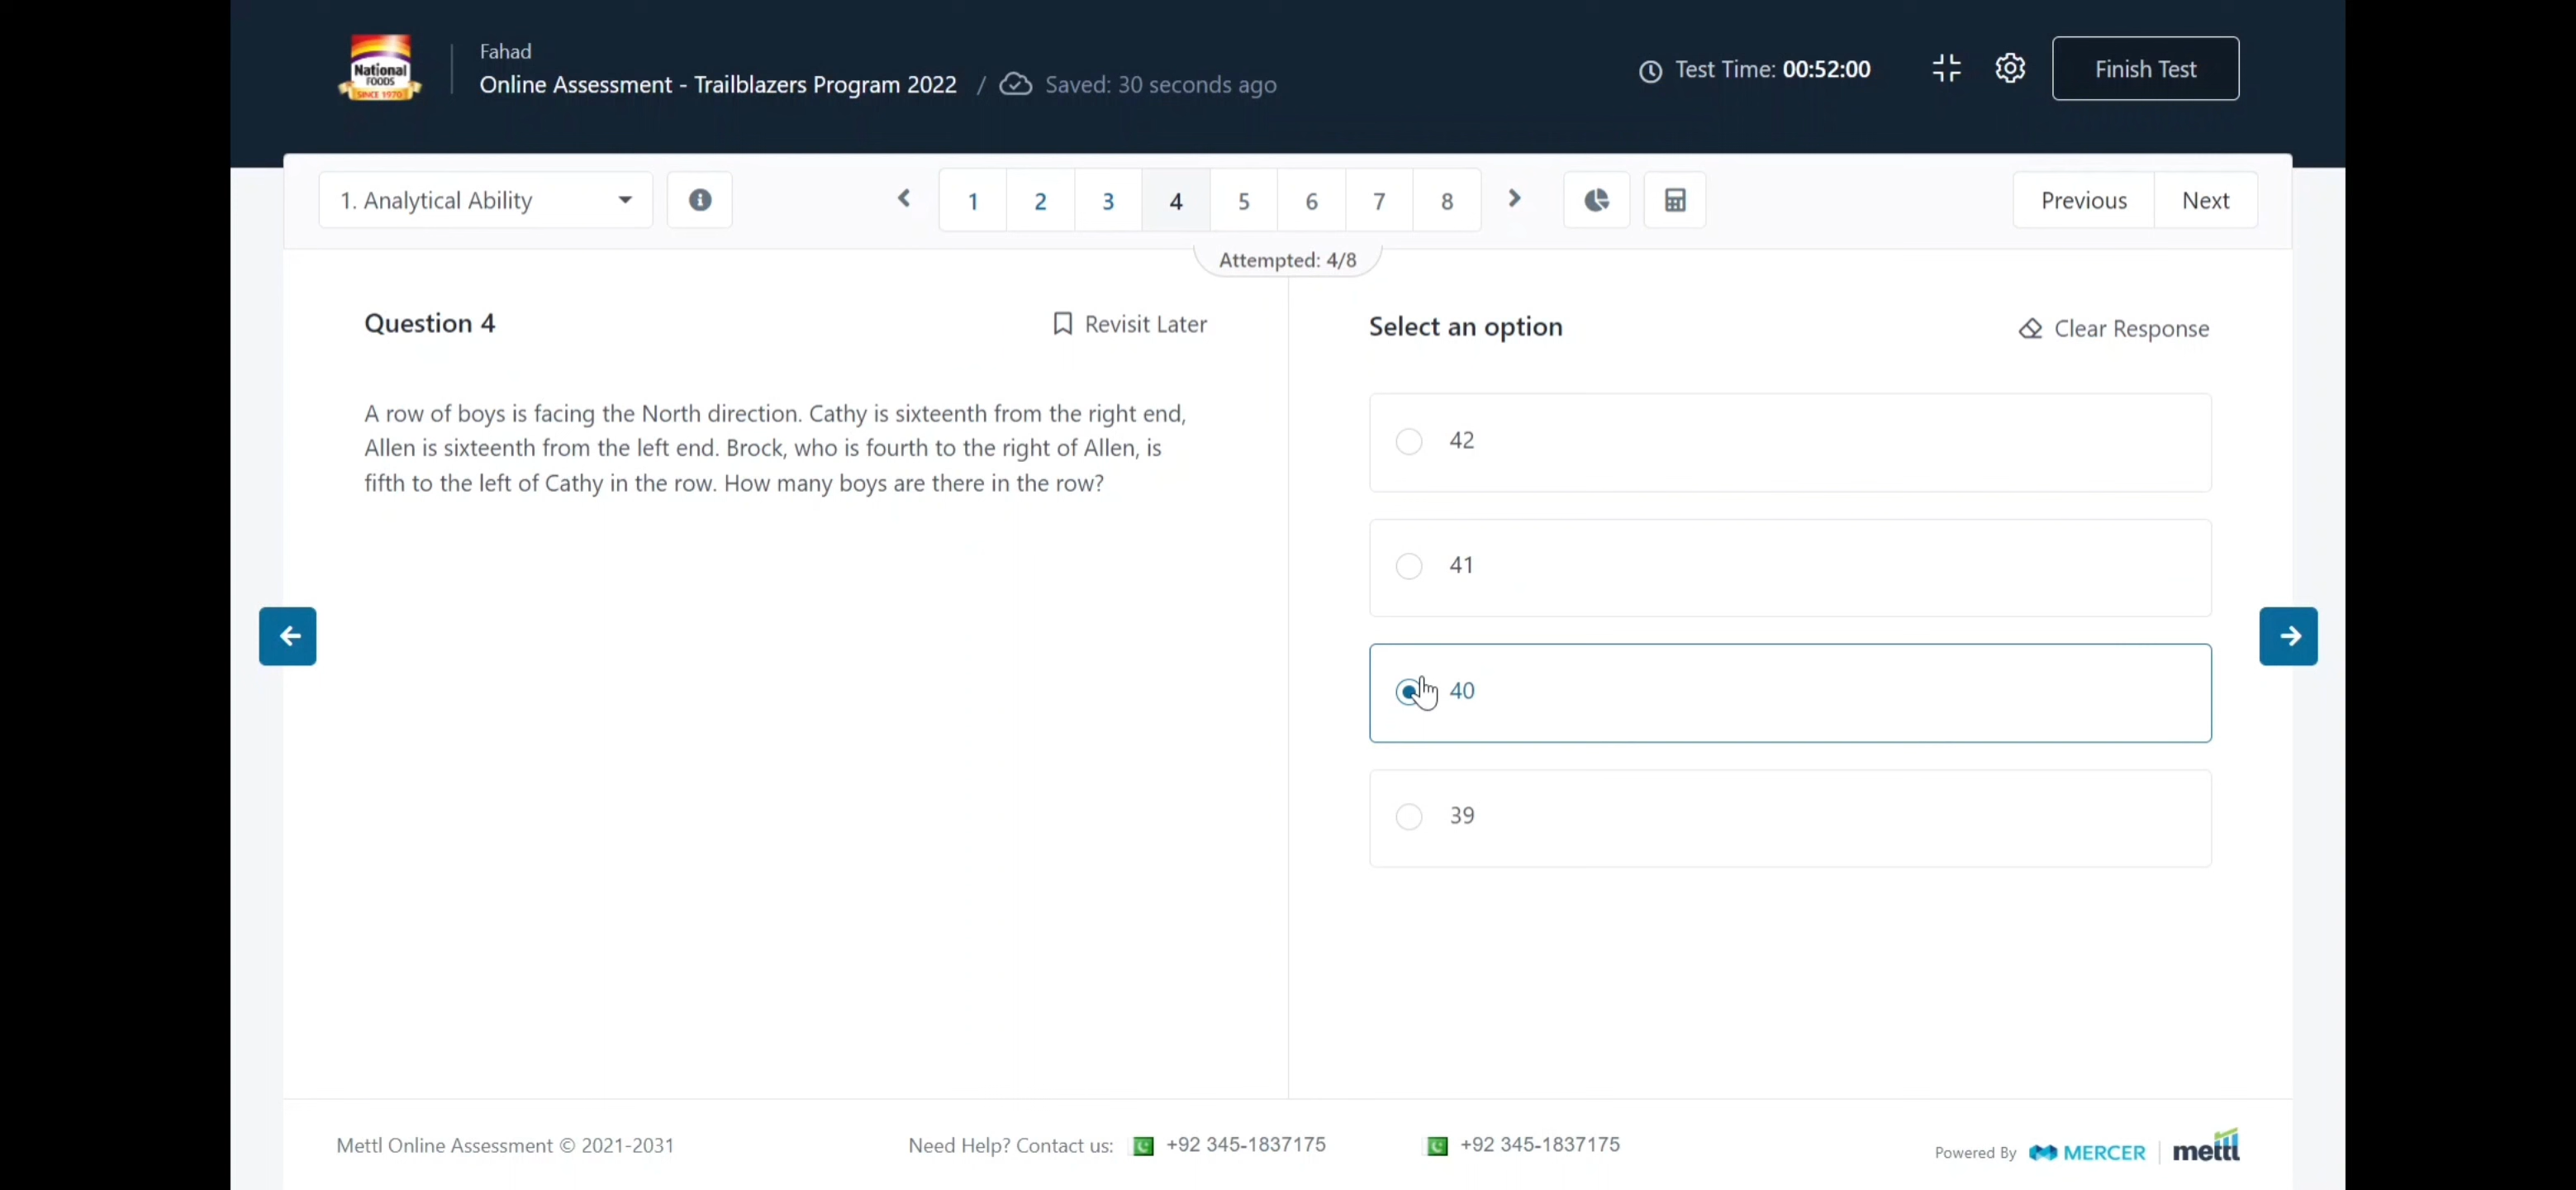 National
FOODS
SINCE 1970
Fahad
Online Assessment - Trailblazers Program 2022 / Saved: 30 seconds ago
Test Time: 00:52:00
Finish Test
1. Analytical Ability
1 2 3 4 5 6 7 8
Previous Next
Attempted: 4/8
Question 4
Revisit Later
A row of boys is facing the North direction. Cathy is sixteenth from the right end,
Allen is sixteenth from the left end. Brock, who is fourth to the right of Allen, is
fifth to the left of Cathy in the row. How many boys are there in the row?
Select an option
Clear Response
42
41
40
39
Mettl Online Assessment © 2021-2031
Need Help? Contact us: +92 345-1837175 +92 345-1837175
Powered By MERCER | mettl